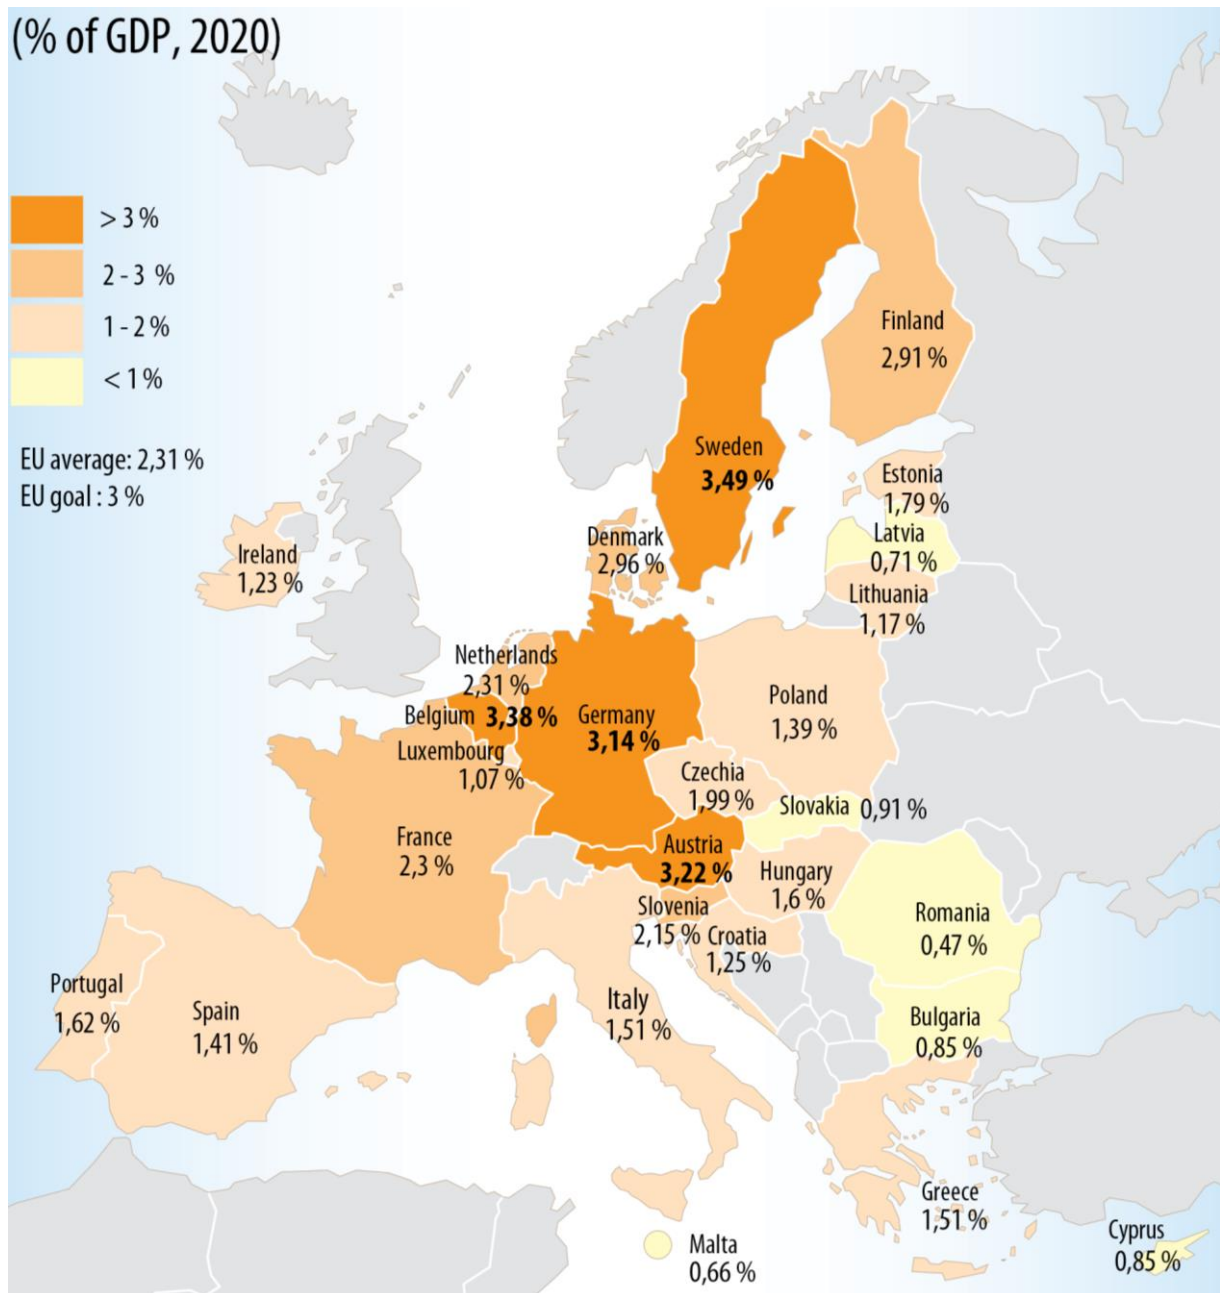 (% of GDP, 2020)
> 3 %
2 - 3 %
1 - 2 %
< 1 %
EU average: 2,31 %
EU goal : 3 %
Finland
2,91 %
Sweden
3,49 %
Estonia
1,79 %
Latvia
0,71 %
Lithuania
1,17 %
Denmark
2,96 %
Ireland
1,23 %
Netherlands
2,31 %
Belgium 3,38 %
Luxembourg
1,07 %
Germany
3,14 %
Poland
1,39 %
Czechia
1,99 %
Slovakia 0,91 %
France
2,3 %
Austria
3,22 %
Hungary
1,6 %
Slovenia
2,15 %
Croatia
1,25 %
Romania
0,47 %
Portugal
1,62 %
Spain
1,41 %
Italy
1,51 %
Bulgaria
0,85 %
Greece
1,51 %
Malta
0,66 %
Cyprus
0,85 %